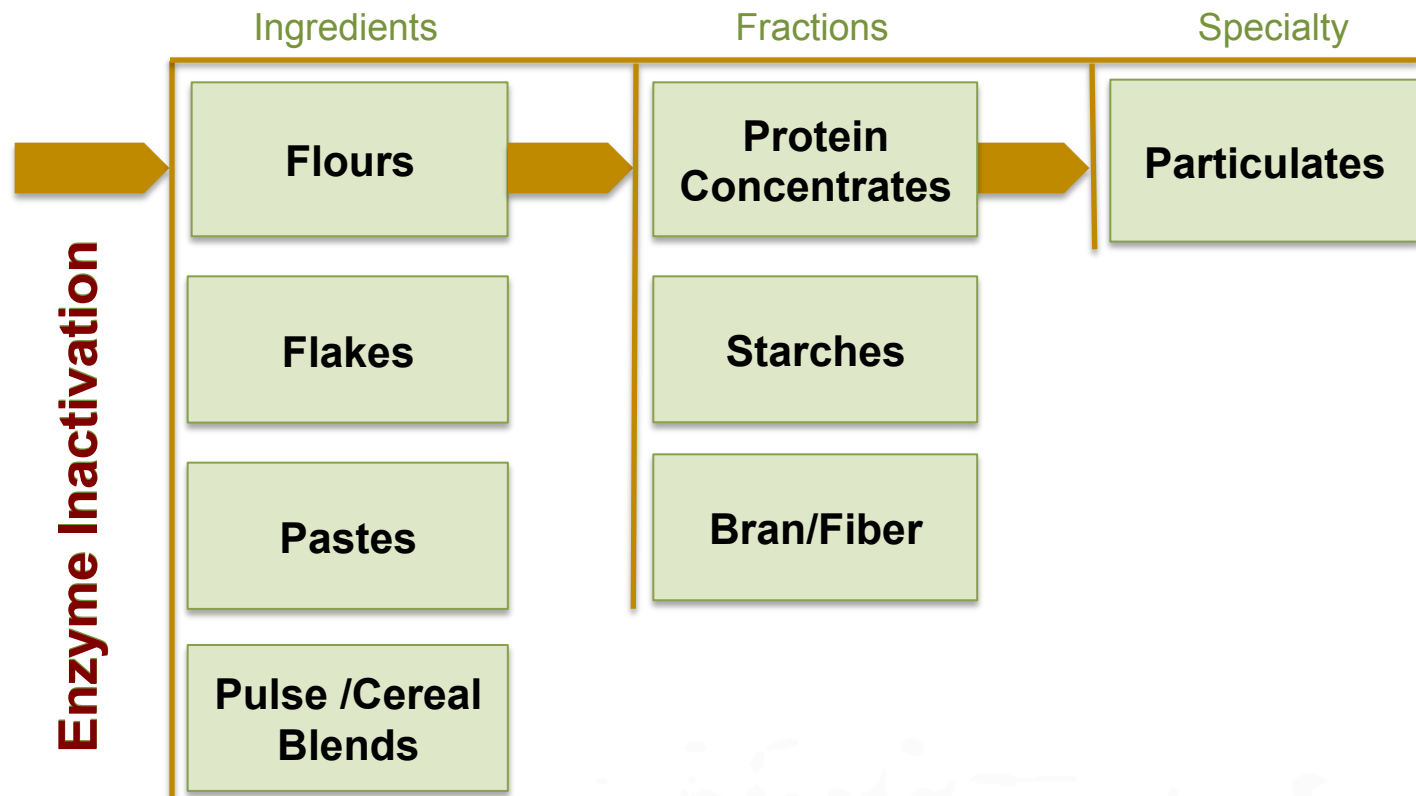 Ingredients
Fractions
Specialty
Enzyme Inactivation
Flours
Flakes
Pastes
Pulse /Cereal
Blends
Protein
Concentrates
Starches
Bran/Fiber
Particulates